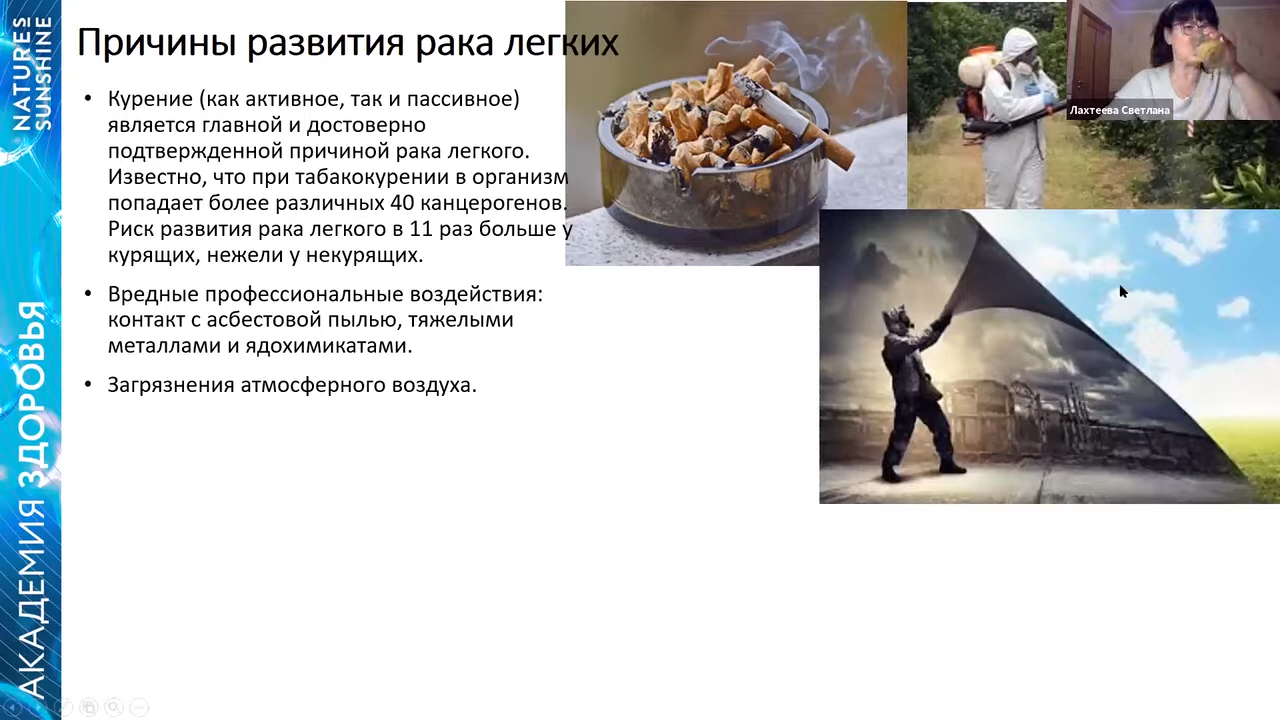 Причины развития рака легких
Курение (как активное, так и пассивное)
является главной и достоверно
подтвержденной причиной рака легкого.
Известно, что при табакокурении в организм
попадает более различных 40 канцерогенов.
Риск развития рака легкого в 11 раз больше у
курящих, нежели у некурящих.
Вредные профессиональные воздействия:
контакт с асбестовой пылью, тяжелыми
металлами и ядохимикатами.
Загрязнения атмосферного воздуха.
Лахтеева Светлана
NATURE'S
SUNSHINE
АКАДЕМИЯ ЗДОРОВЬЯ